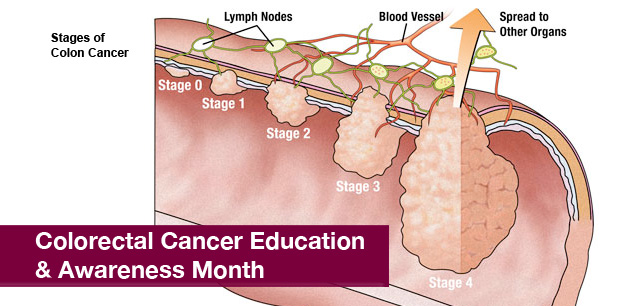 Stages of
Colon Cancer
Lymph Nodes
Blood Vessel
Spread to
Other Organs
Stage 0
Stage 1
Stage 2
Stage 3
Stage 4
Colorectal Cancer Education
& Awareness Month